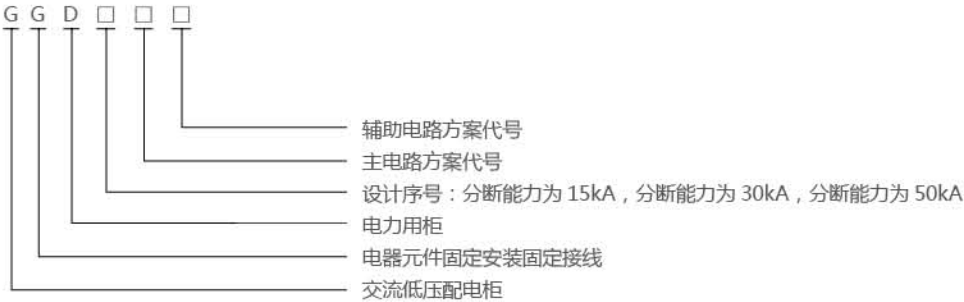 G G D □ □ □
辅助电路方案代号
主电路方案代号
设计序号：分断能力为 15kA，分断能力为 30kA，分断能力为 50kA
电力用柜
电器元件固定安装固定接线
交流低压配电柜